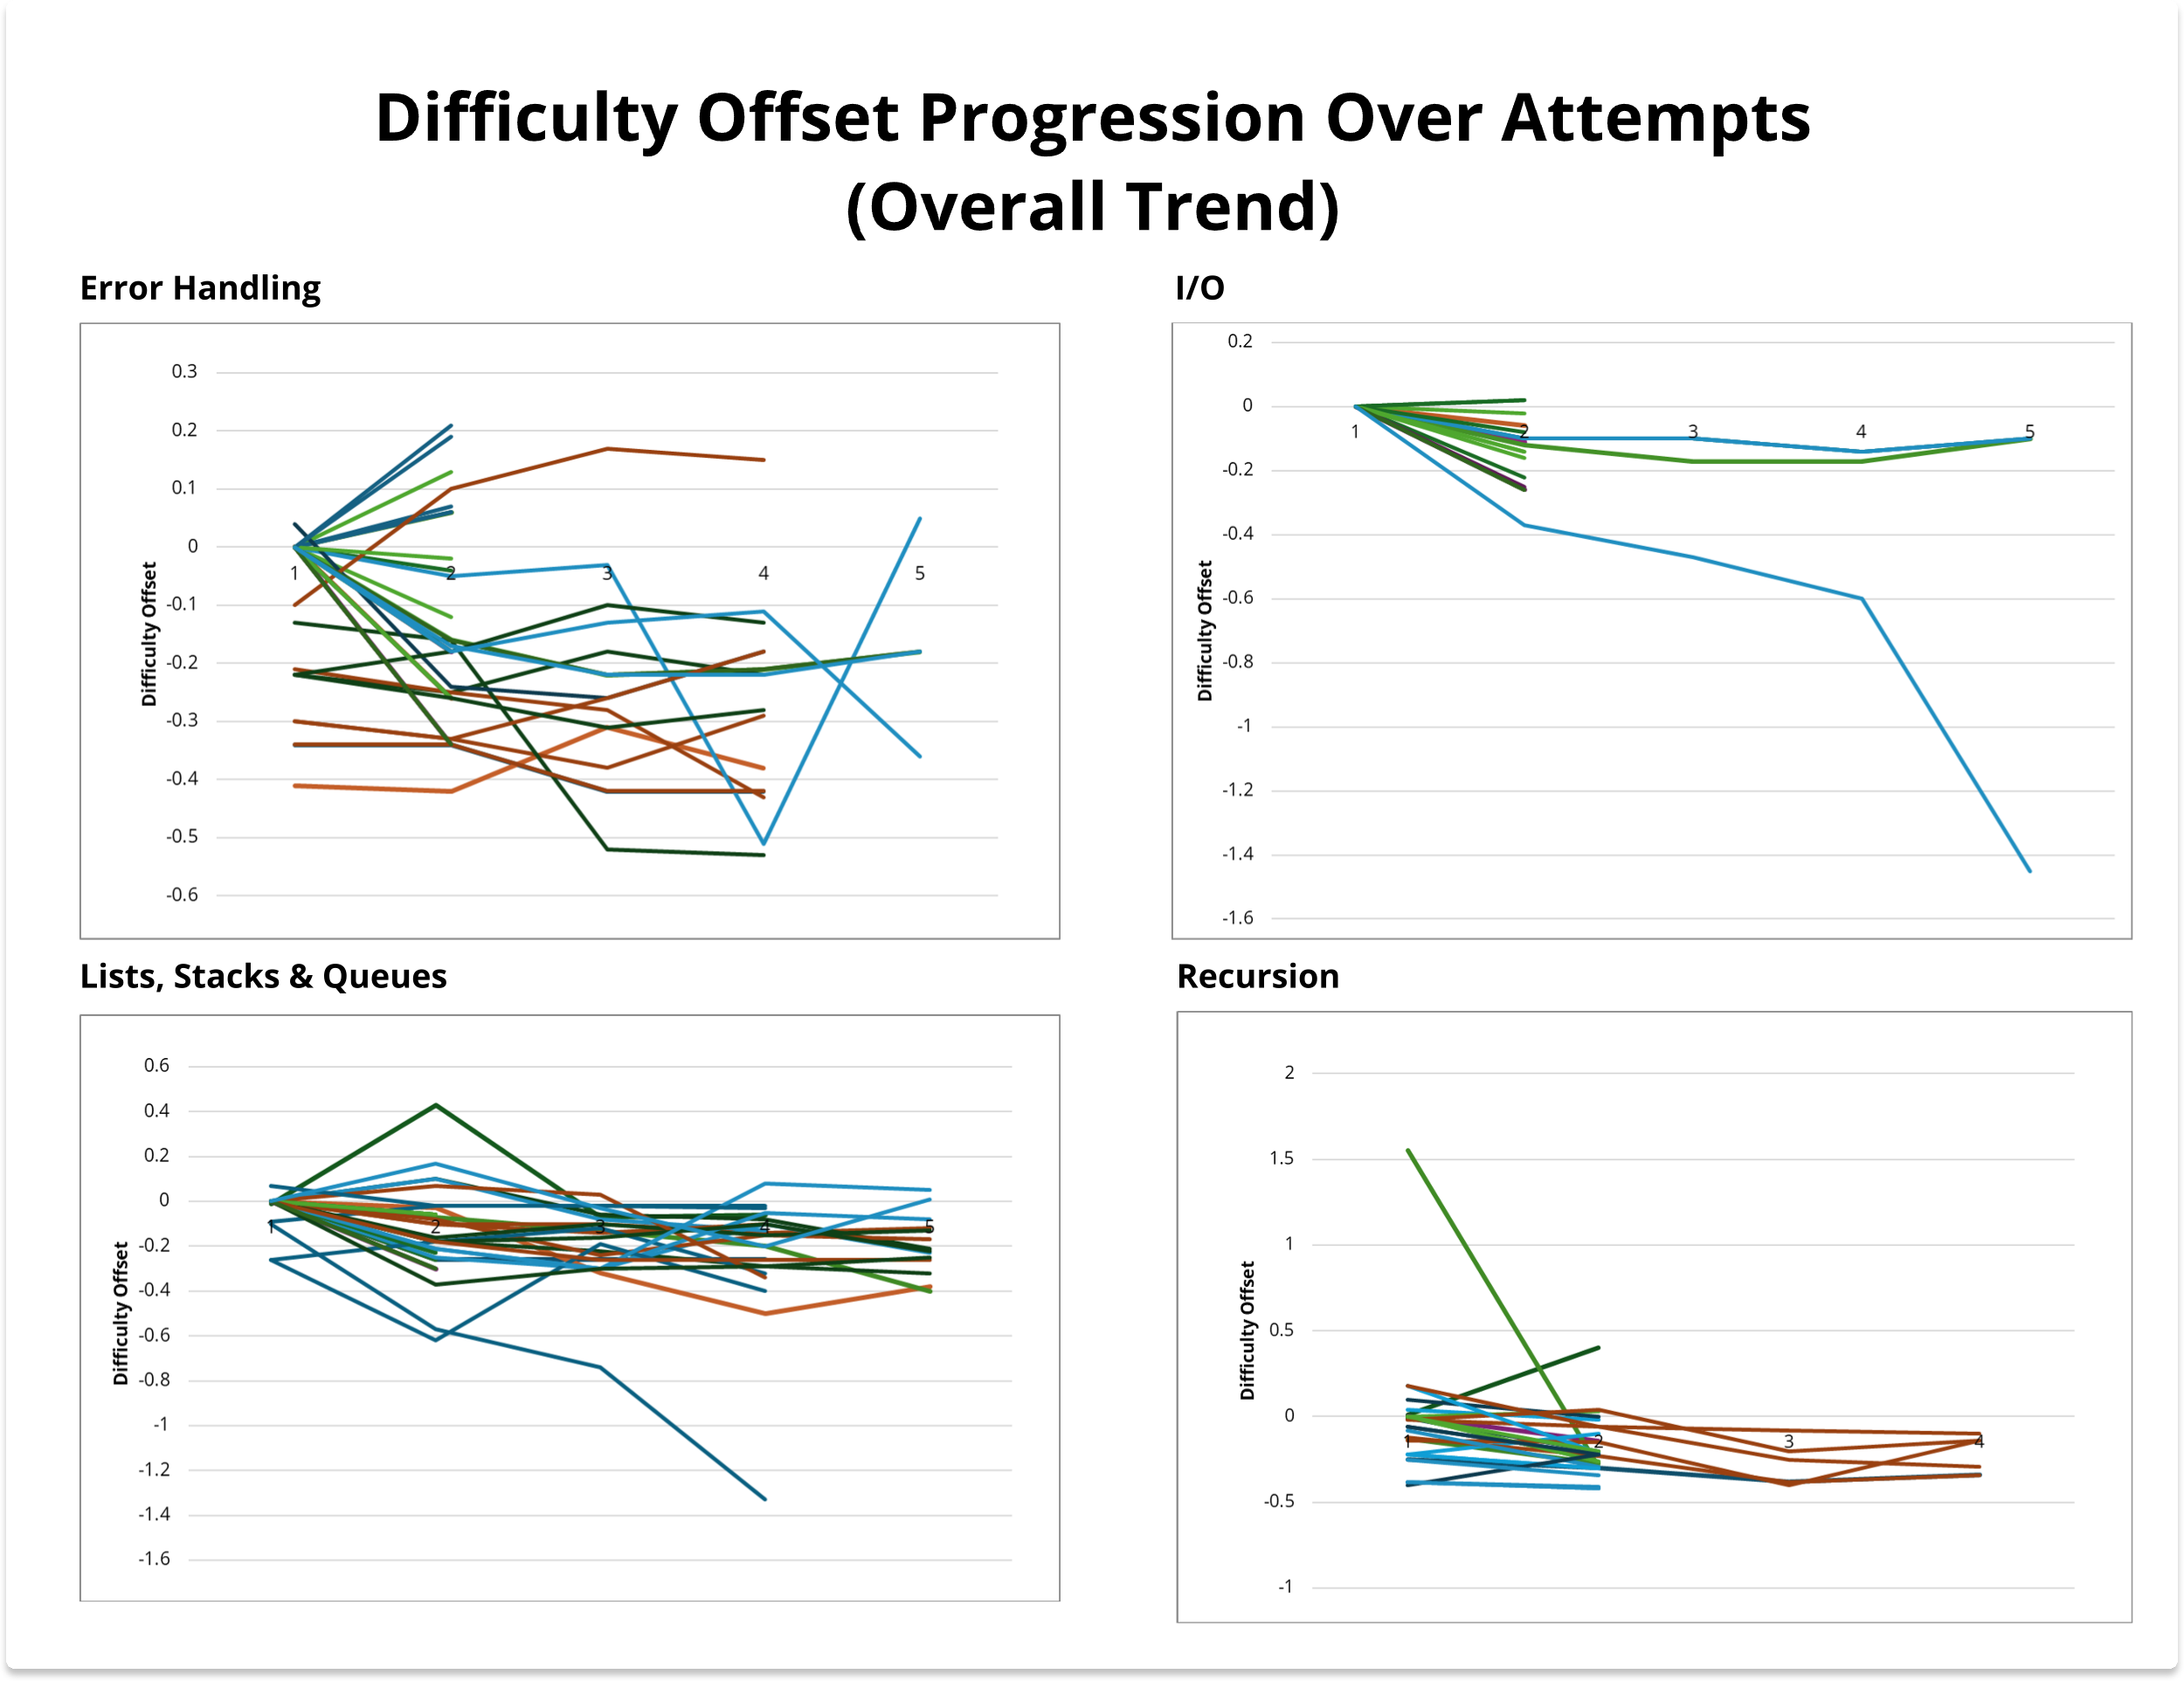 Difficulty Offset Progression Over Attempts
(Overall Trend)
Error Handling
0.3
0.2
0.1
0
-0.1
-0.2
-0.3
-0.4
-0.5
-0.6
Difficulty Offset
1 2 3 4 5
I/O
0.2
0
-0.2
-0.4
-0.6
-0.8
-1
-1.2
-1.4
-1.6
Difficulty Offset
1 2 3 4 5
Lists, Stacks & Queues
0.6
0.4
0.2
0
-0.2
-0.4
-0.6
-0.8
-1
-1.2
-1.4
-1.6
Difficulty Offset
1 2 3 4 5
Recursion
2
1.5
1
0.5
0
-0.5
-1
Difficulty Offset
1 2 3 4